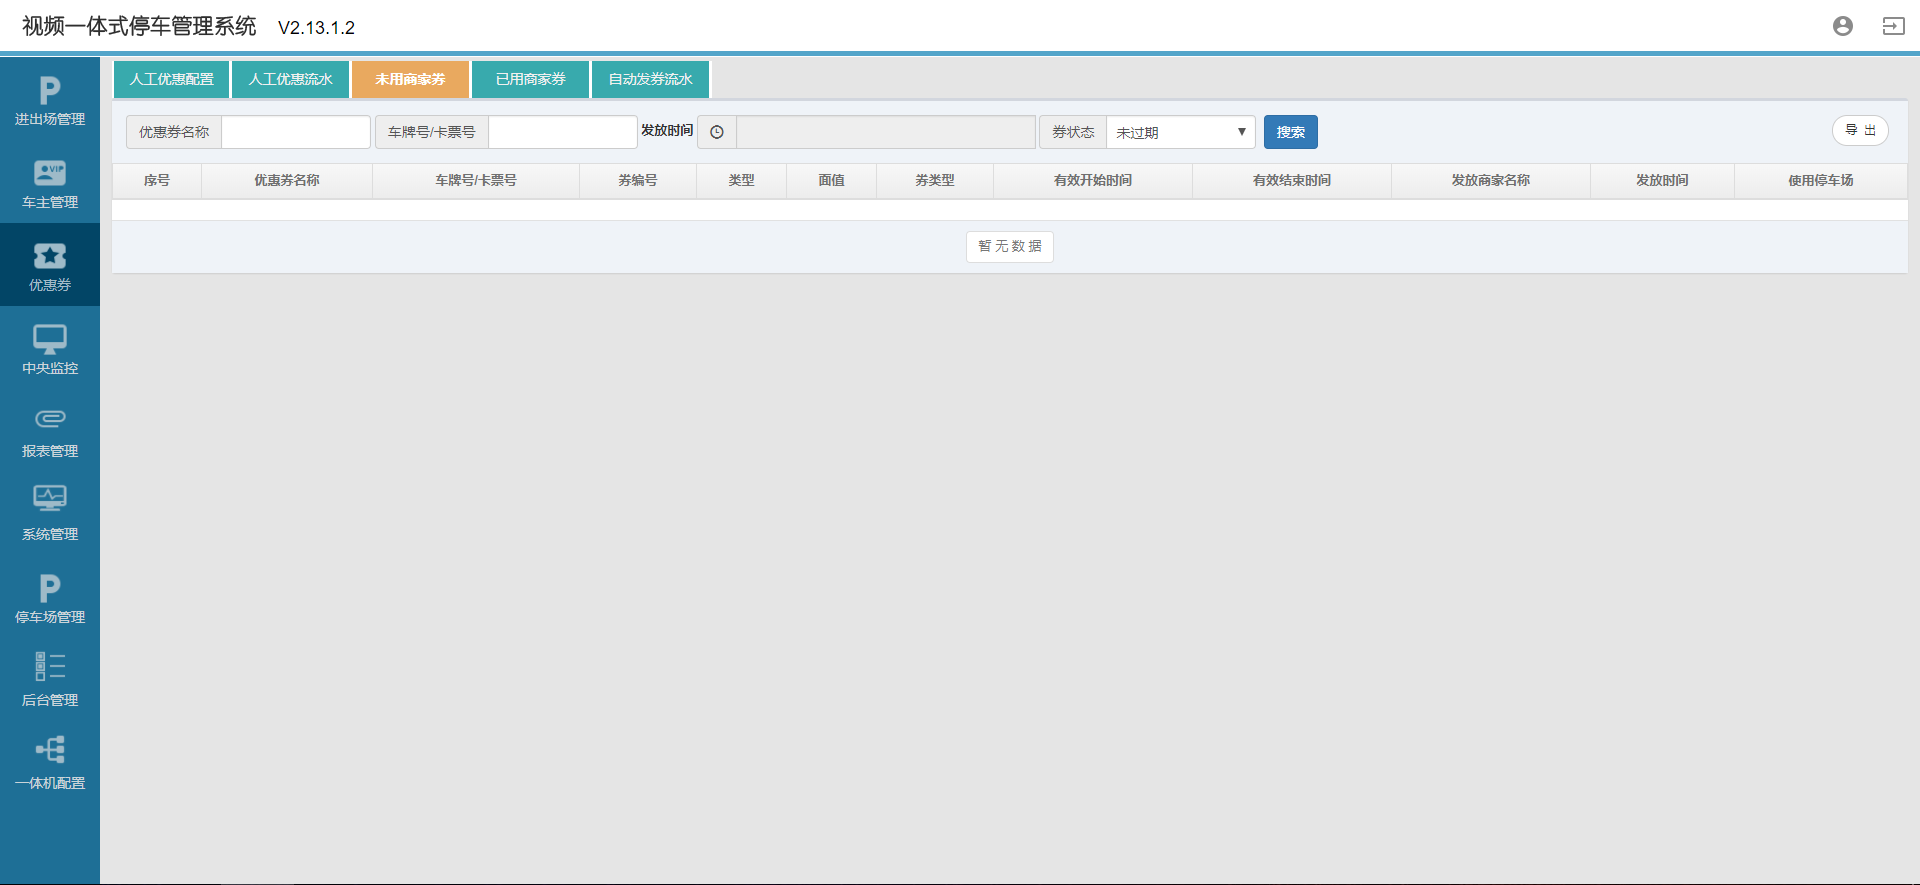 视频一体式停车管理系统 V2.13.1.2
人工优惠配置 人工优惠流水 未用商家券 已用商家券 自动发券流水
优惠券名称 车牌号/卡票号 发放时间 券状态 未过期 搜索 导 出
序号 优惠券名称 车牌号/卡票号 券编号 类型 面值 券类型 有效开始时间 有效结束时间 发放商家名称 发放时间 使用停车场
暂 无 数 据
P
进出场管理
VIP
车主管理
优惠券
中央监控
报表管理
系统管理
P
停车场管理
后台管理
一体机配置